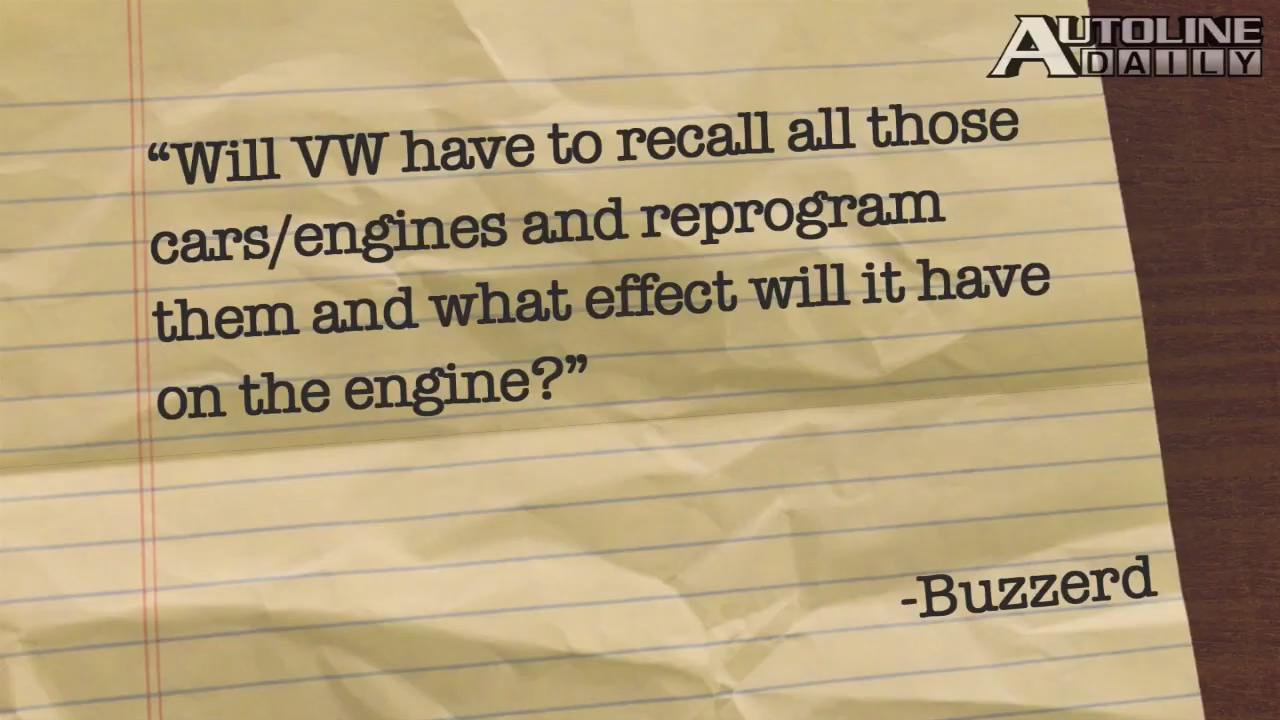 AUTOLINE
DAILY
“Will VW have to recall all those
cars/engines and reprogram
them and what effect will it have
on the engine?”
-Buzzerd